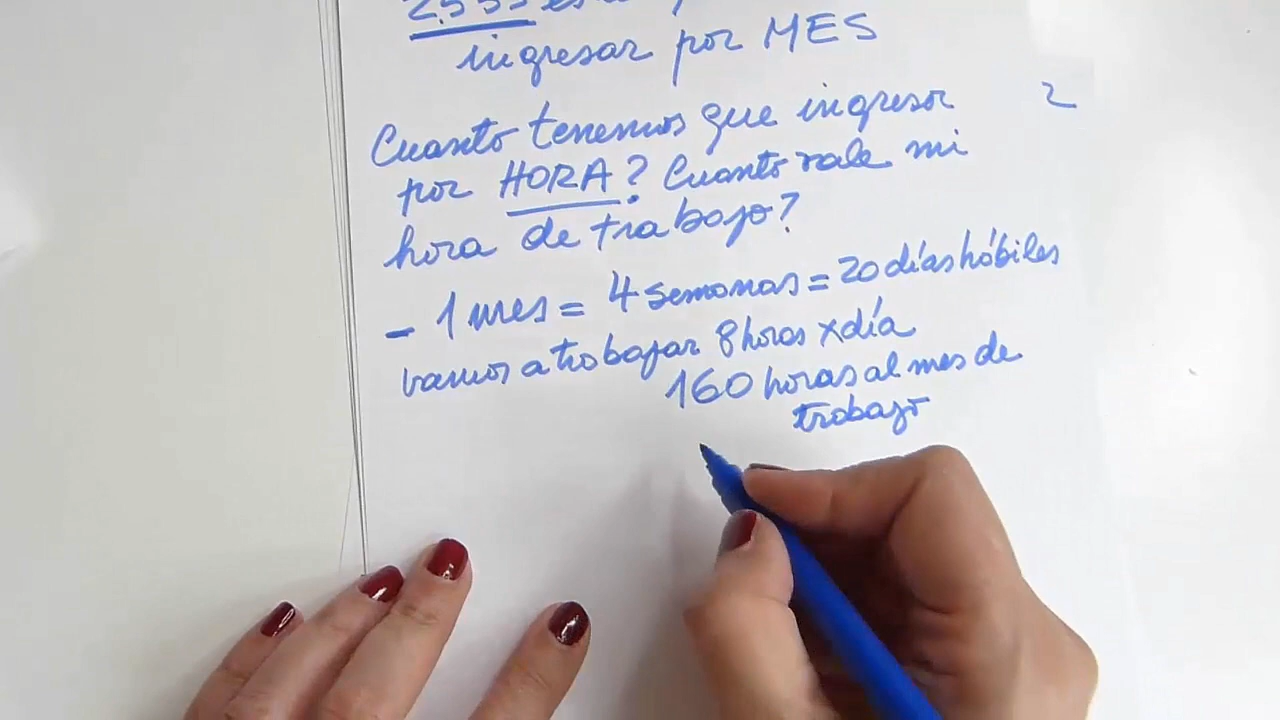 ingresar por MES
Cuanto tenemos que ingresar 2
por HORA? Cuanto vale mi
hora de trabajo?
- 1 mes = 4 semanas = 20 días hábiles
vamos a trabajar 8 horas x día
160 horas al mes de
trabajo